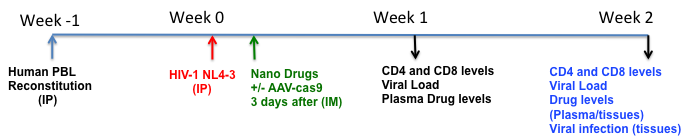 Week -1
Week 0
Week 1
Week 2
Human PBL
Reconstitution
(IP)
HIV-1 NL4-3
(IP)
Nano Drugs
+/- AAV-cas9
3 days after (IM)
CD4 and CD8 levels
Viral Load
Plasma Drug levels
CD4 and CD8 levels
Viral Load
Drug levels
(Plasma/tissues)
Viral infection (tissues)